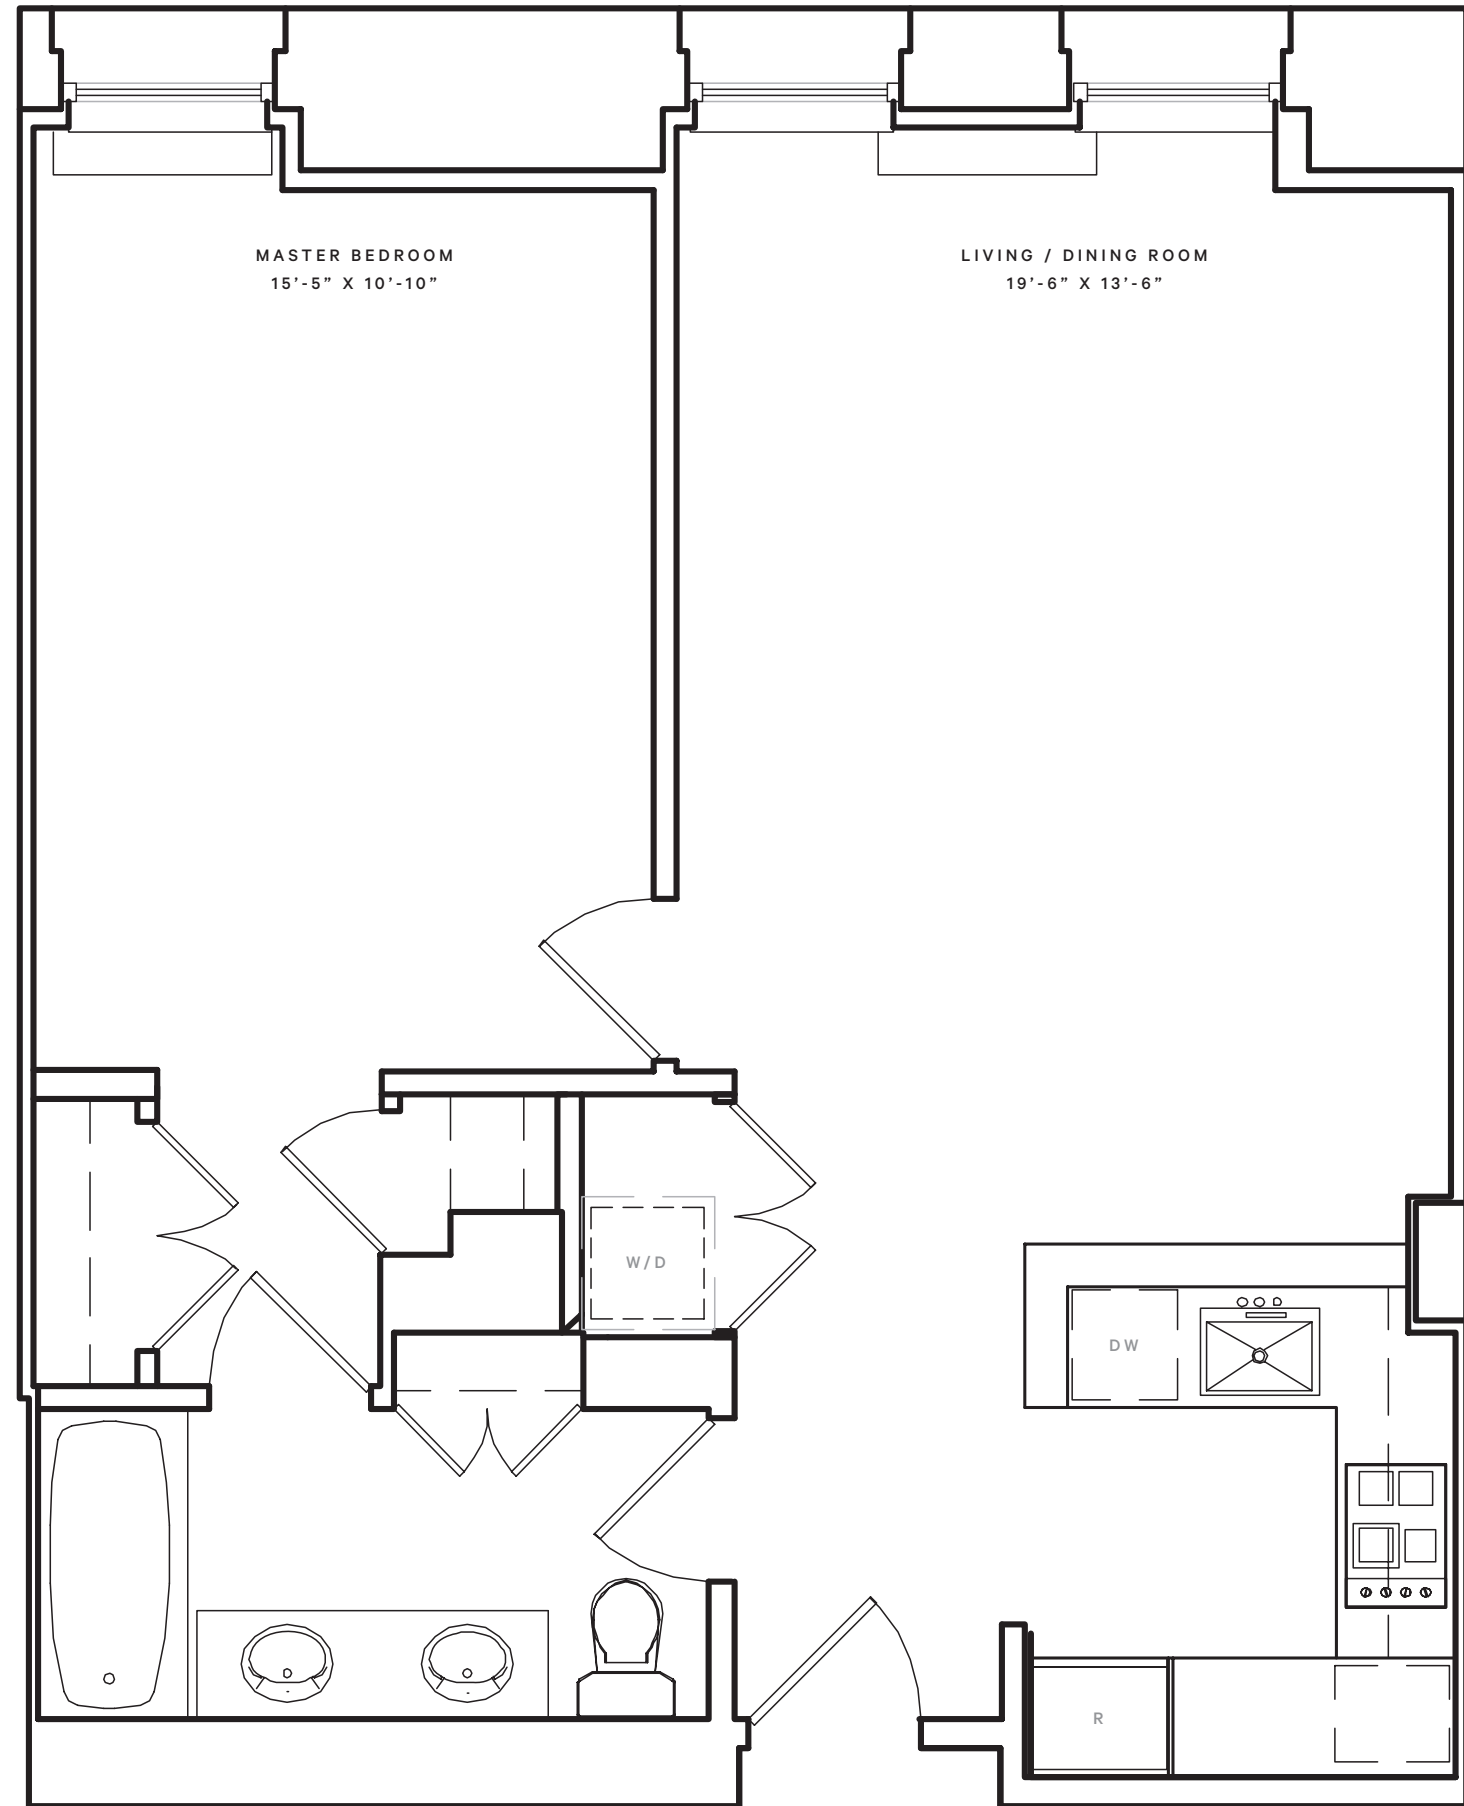 MASTER BEDROOM
15’-5” X 10’-10”
LIVING / DINING ROOM
19’-6” X 13’-6”
W/D
DW
R